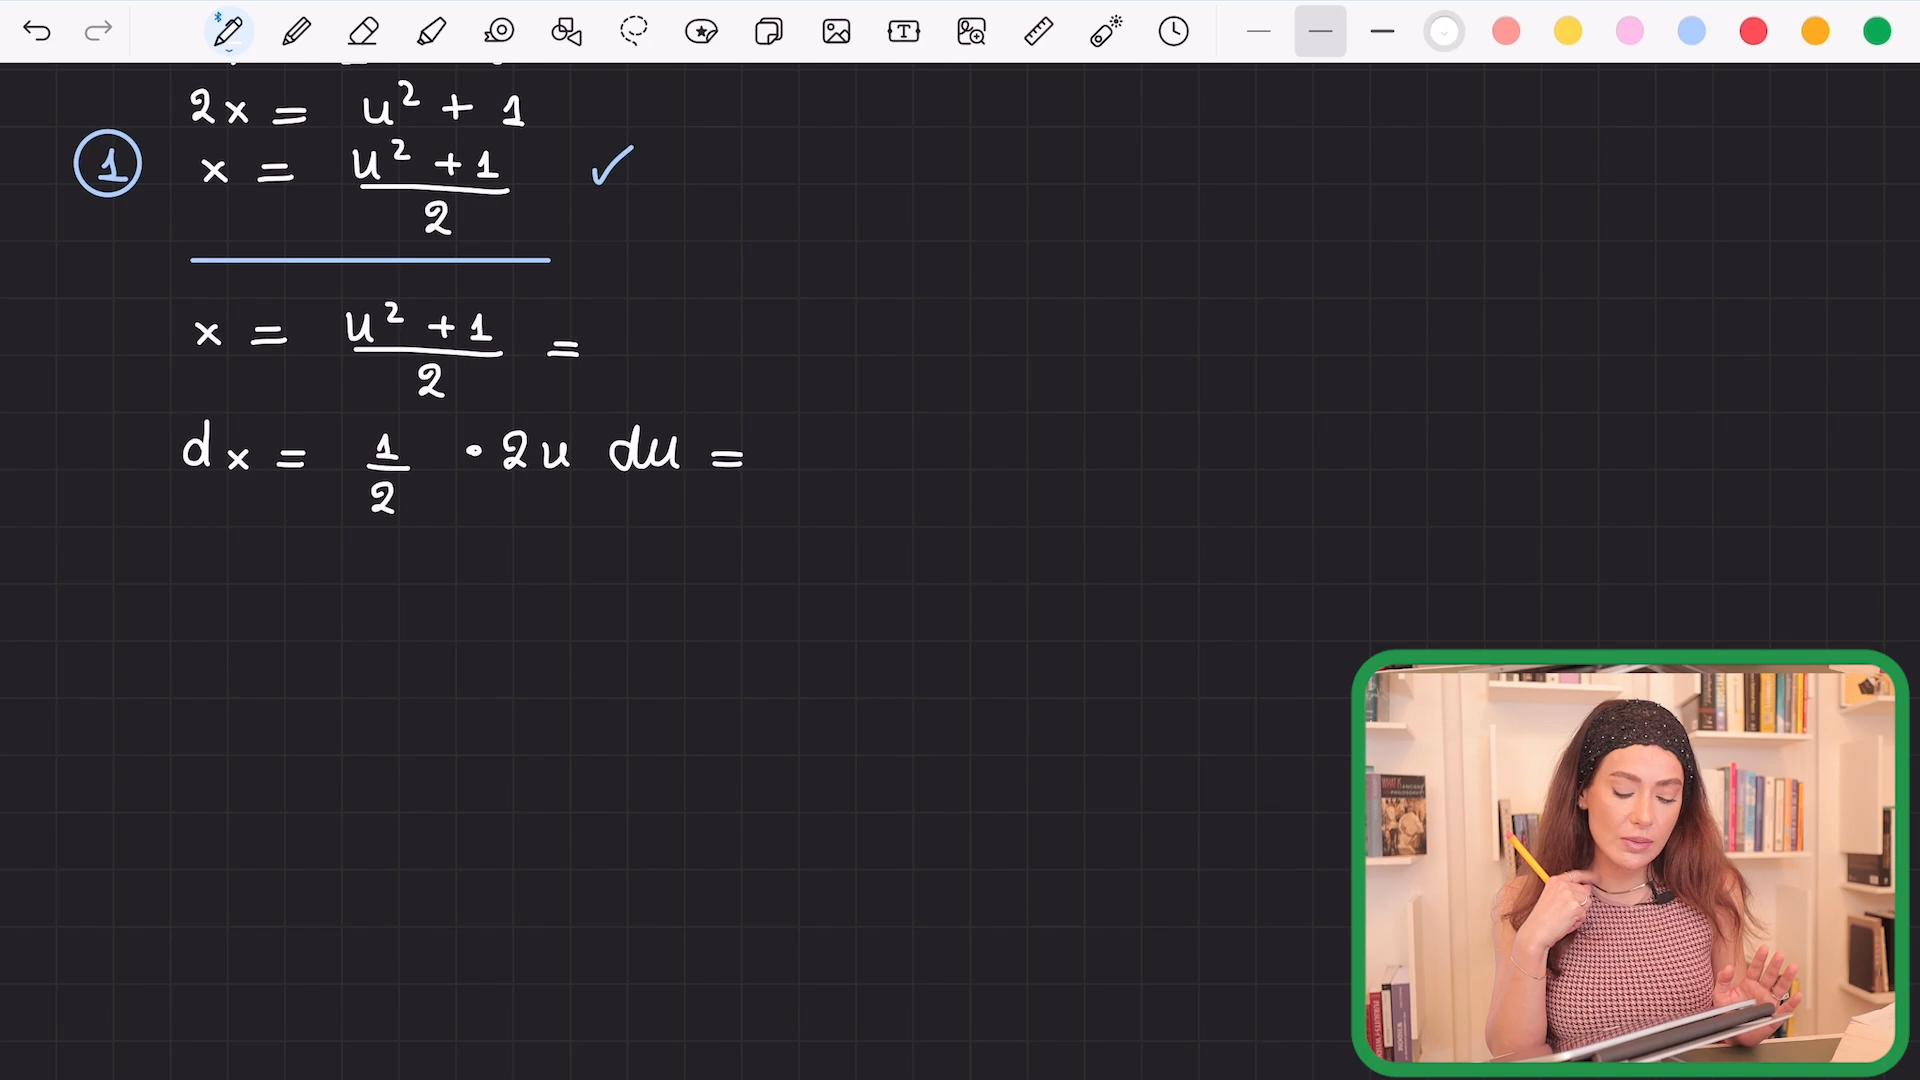 2x = u² + 1
① x = u² + 1 / 2 ✓
x = u² + 1 / 2 =
dx = 1/2 · 2u du =